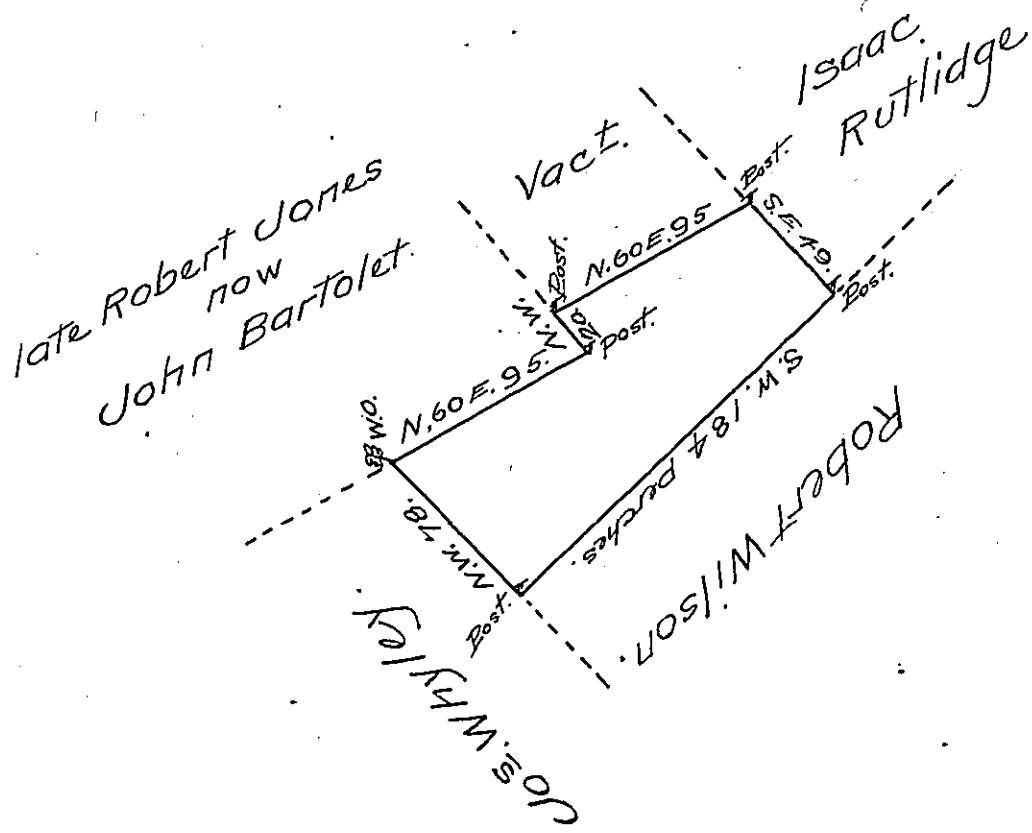 Isaac.
Rutlidge
Vact.
late Robert Jones
now
John Bartolet.
Post.
S.E. 49.
Post.
N.60E.95
Post.
N.W. 20.
Post.
N.60E.95.
W.O.
N.W. 78.
Post.
S.W. 184 perches.
Robert Wilson.
Jos. Whyley